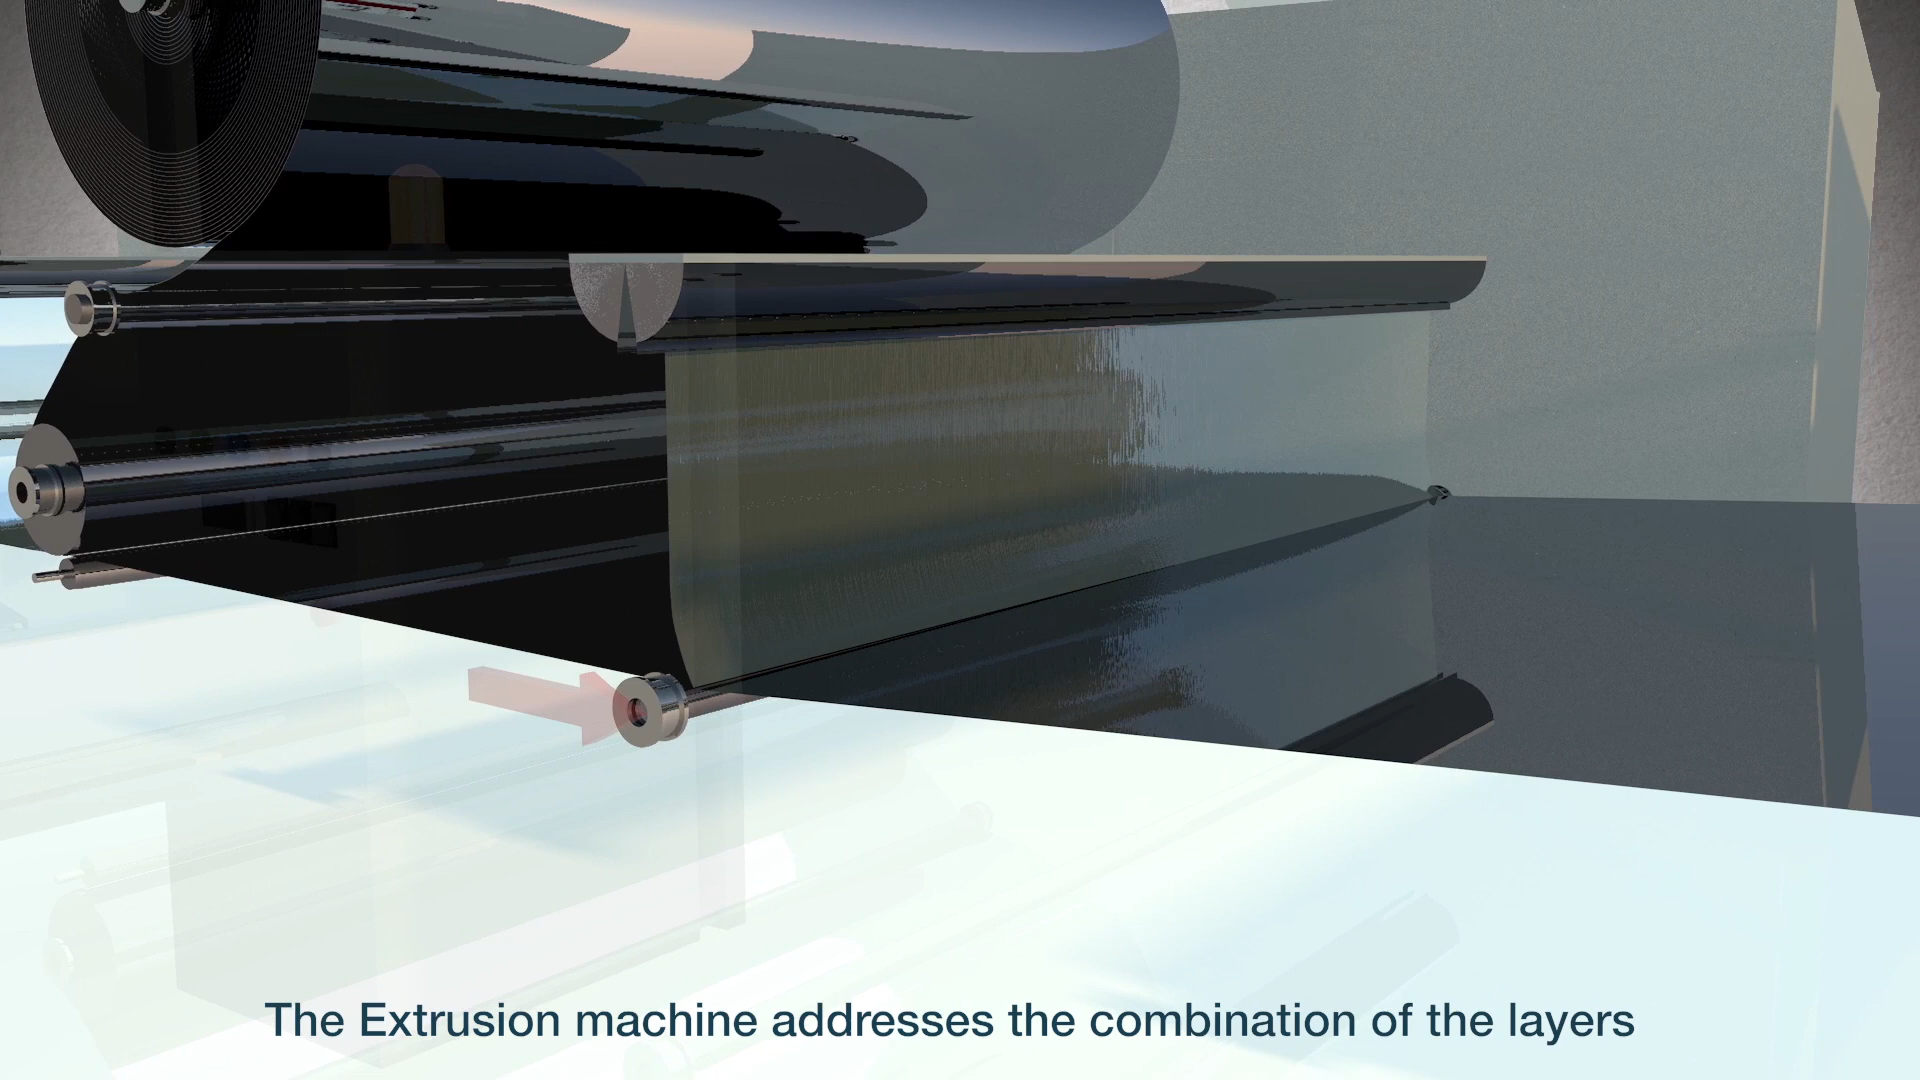 The Extrusion machine addresses the combination of the layers